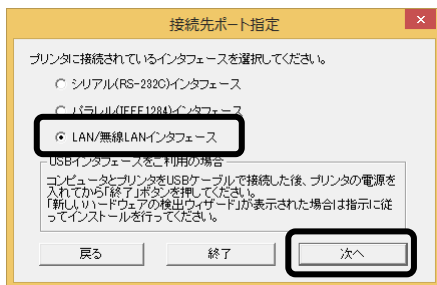 接続先ポート指定
プリンタに接続されているインタフェースを選択してください。
シリアル(RS-232C)インタフェース
パラレル(IEEE1284)インタフェース
LAN/無線LANインタフェース
USBインタフェースをご利用の場合
コンピュータとプリンタをUSBケーブルで接続した後、プリンタの電源を
入れてから「終了」ボタンを押してください。
「新しいハードウェアの検出ウィザード」が表示された場合は指示に従
ってインストールを行ってください。
戻る
終了
次へ